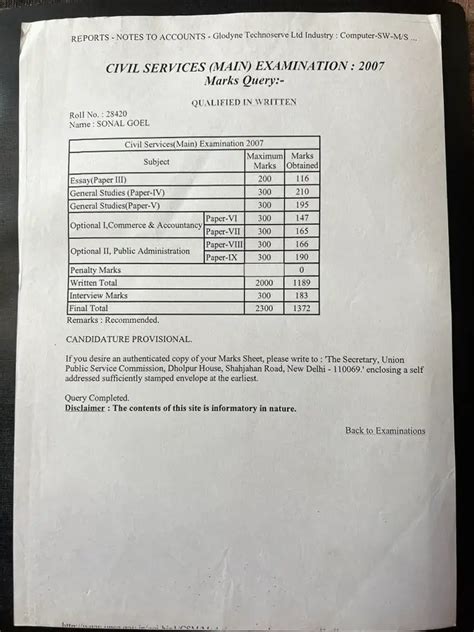 REPORTS - NOTES TO ACCOUNTS - Glodyne Technoserve Ltd Industry : Computer-SW-M/S ...
CIVIL SERVICES (MAIN) EXAMINATION : 2007
Marks Query:-
QUALIFIED IN WRITTEN
Roll No. : 28420
Name : SONAL GOEL
Civil Services(Main) Examination 2007
Subject Maximum Marks Marks Obtained
Essay(Paper III) 200 116
General Studies (Paper-IV) 300 210
General Studies(Paper-V) 300 195
Optional I,Commerce & Accountancy Paper-VI 300 147
Paper-VII 300 165
Optional II, Public Administration Paper-VIII 300 166
Paper-IX 300 190
Penalty Marks 0
Written Total 2000 1189
Interview Marks 300 183
Final Total 2300 1372
Remarks : Recommended.
CANDIDATURE PROVISIONAL.
If you desire an authenticated copy of your Marks Sheet, please write to : 'The Secretary, Union
Public Service Commission, Dholpur House, Shahjahan Road, New Delhi - 110069.' enclosing a self
addressed sufficiently stamped envelope at the earliest.
Query Completed.
Disclaimer : The contents of this site is informatory in nature.
Back to Examinations